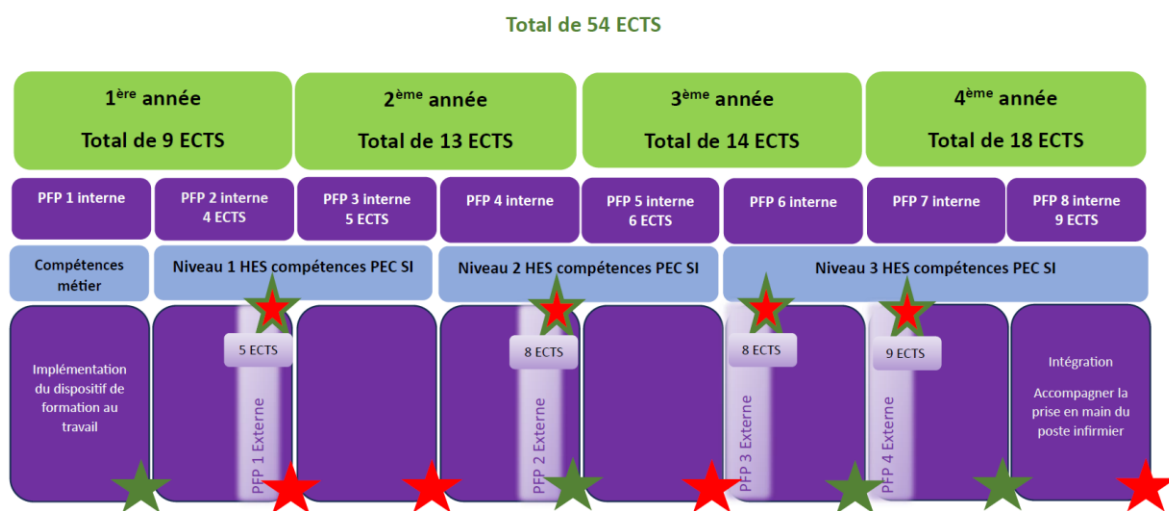 Total de 54 ECTS
1ère année
Total de 9 ECTS
2ème année
Total de 13 ECTS
3ème année
Total de 14 ECTS
4ème année
Total de 18 ECTS
PFP 1 interne
PFP 2 interne
4 ECTS
PFP 3 interne
5 ECTS
PFP 4 interne
PFP 5 interne
6 ECTS
PFP 6 interne
PFP 7 interne
PFP 8 interne
9 ECTS
Compétences
métier
Niveau 1 HES compétences PEC SI
Niveau 2 HES compétences PEC SI
Niveau 3 HES compétences PEC SI
Implémentation
du dispositif de
formation au
travail
5 ECTS
PFP 1 Externe
8 ECTS
PFP 2 Externe
8 ECTS
PFP 3 Externe
9 ECTS
PFP 4 Externe
Intégration
Accompagner la
prise en main du
poste infirmier